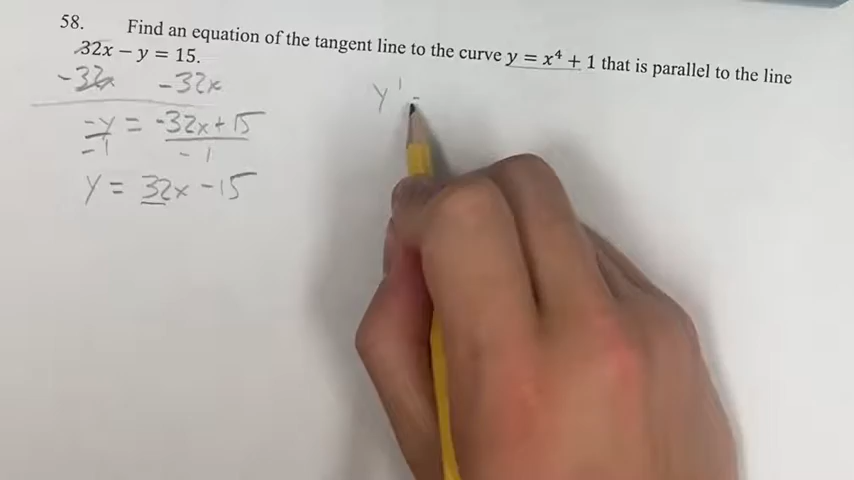 58. Find an equation of the tangent line to the curve y = x⁴ + 1 that is parallel to the line
32x − y = 15.
-32x -32x
-y = -32x+15
-1 -1
y = 32x -15
y' =